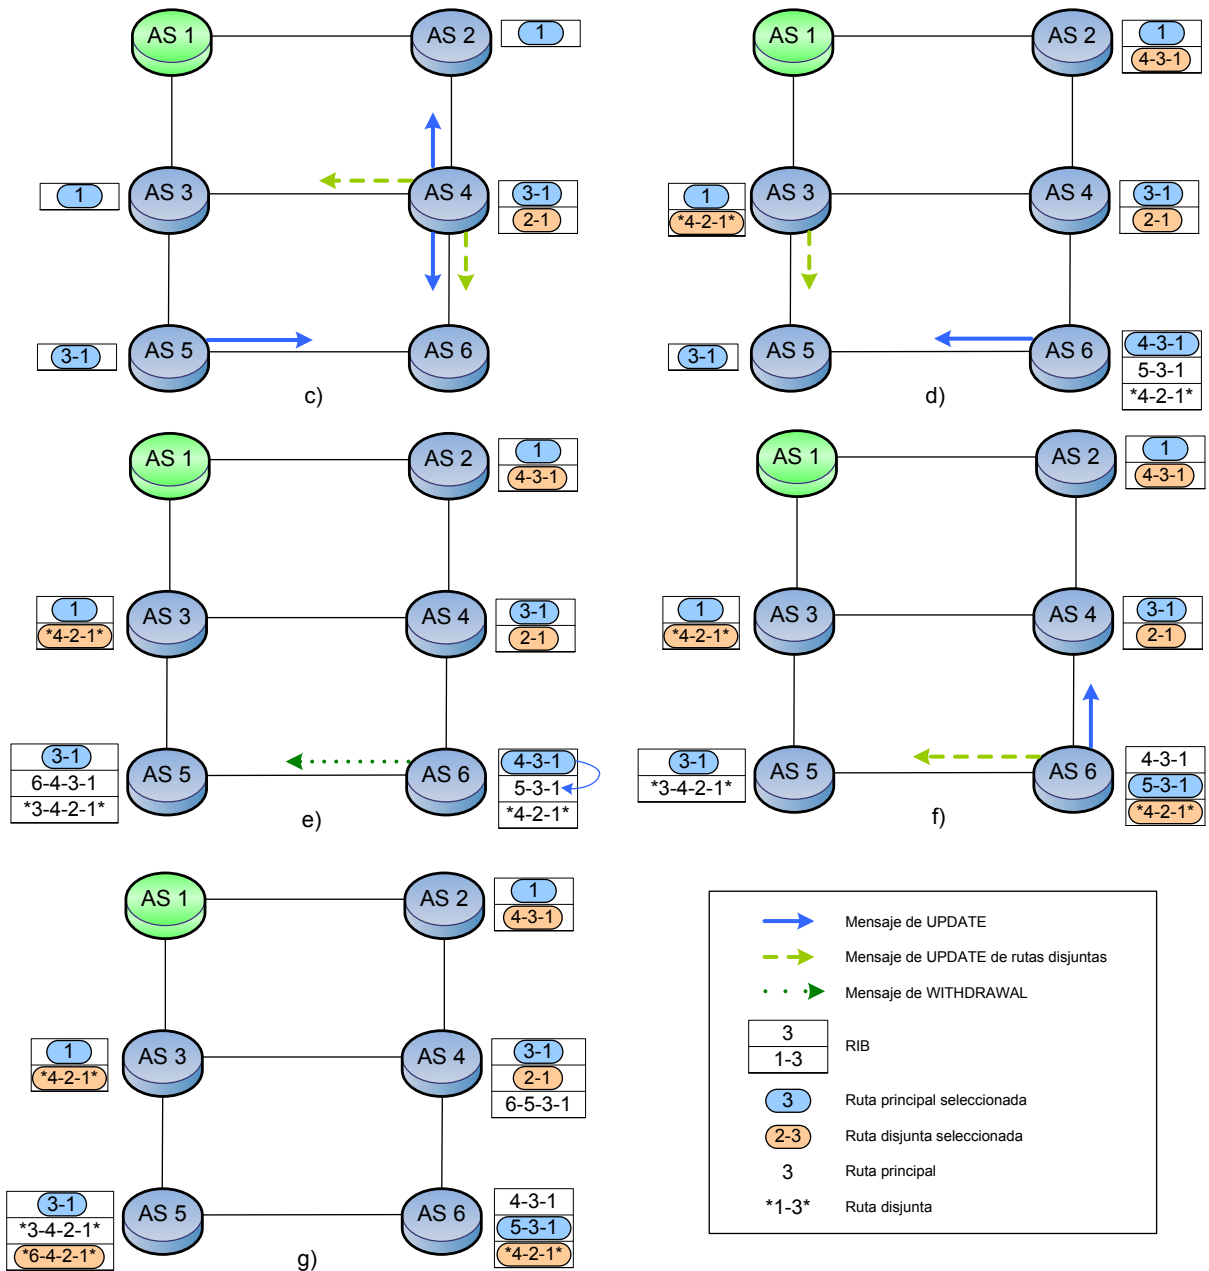 AS 1
AS 2
1
AS 3
1
AS 4
3-1
2-1
AS 5
3-1
AS 6
c)
AS 1
AS 2
1
4-3-1
AS 3
1
*4-2-1*
AS 4
3-1
2-1
AS 5
3-1
AS 6
4-3-1
5-3-1
*4-2-1*
d)
AS 1
AS 2
1
4-3-1
AS 3
1
*4-2-1*
AS 4
3-1
2-1
AS 5
3-1
6-4-3-1
*3-4-2-1*
AS 6
4-3-1
5-3-1
*4-2-1*
e)
AS 1
AS 2
1
4-3-1
AS 3
1
*4-2-1*
AS 4
3-1
2-1
AS 5
3-1
*3-4-2-1*
AS 6
4-3-1
5-3-1
*4-2-1*
f)
AS 1
AS 2
1
4-3-1
AS 3
1
*4-2-1*
AS 4
3-1
2-1
6-5-3-1
AS 5
3-1
*3-4-2-1*
*6-4-2-1*
AS 6
4-3-1
5-3-1
*4-2-1*
g)
Mensaje de UPDATE
Mensaje de UPDATE de rutas disjuntas
Mensaje de WITHDRAWAL
3
1-3
RIB
3
Ruta principal seleccionada
2-3
Ruta disjunta seleccionada
3
Ruta principal
*1-3*
Ruta disjunta